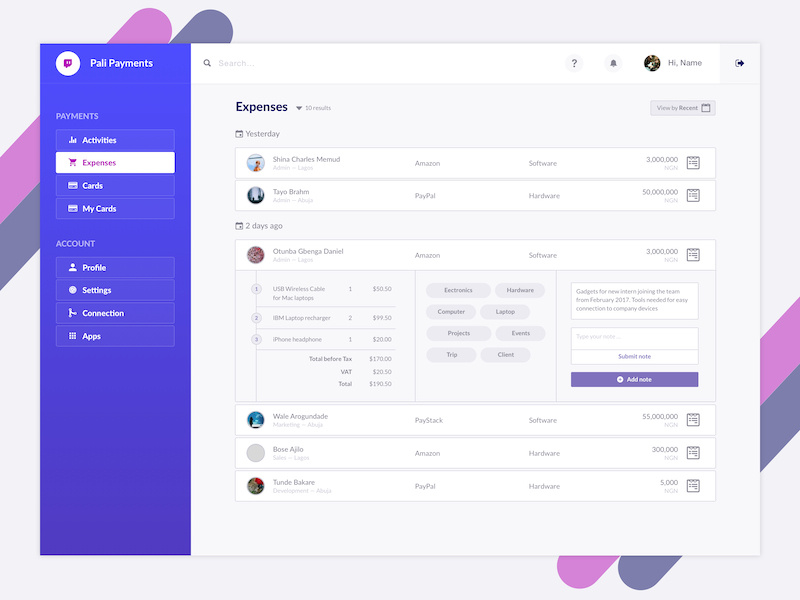 Pali Payments
Search...
?
Hi, Name
PAYMENTS
Activities
Expenses
Cards
My Cards
ACCOUNT
Profile
Settings
Connection
Apps
Expenses
10 results
View by Recent
Yesterday
Shina Charles Memud Amazon Software 3,000,000
Admin — Lagos NGN
Tayo Brahm PayPal Hardware 50,000,000
Admin — Abuja NGN
2 days ago
Otunba Gbenga Daniel Amazon Software 3,000,000
Admin — Lagos NGN
1 USB Wireless Cable 1 $50.50
for Mac laptops
2 IBM Laptop recharger 2 $99.50
3 iPhone headphone 1 $20.00
Total before Tax $170.00
VAT $20.50
Total $190.50
Eectronics Hardware
Computer Laptop
Projects Events
Trip Client
Gadgets for new intern joining the team
from February 2017. Tools needed for easy
connection to company devices
Type your note...
Submit note
Add note
Wale Arogundade PayStack Software 55,000,000
Marketing — Abuja NGN
Bose Ajilo Amazon Hardware 300,000
Sales — Lagos NGN
Tunde Bakare PayPal Hardware 5,000
Development — Abuja NGN